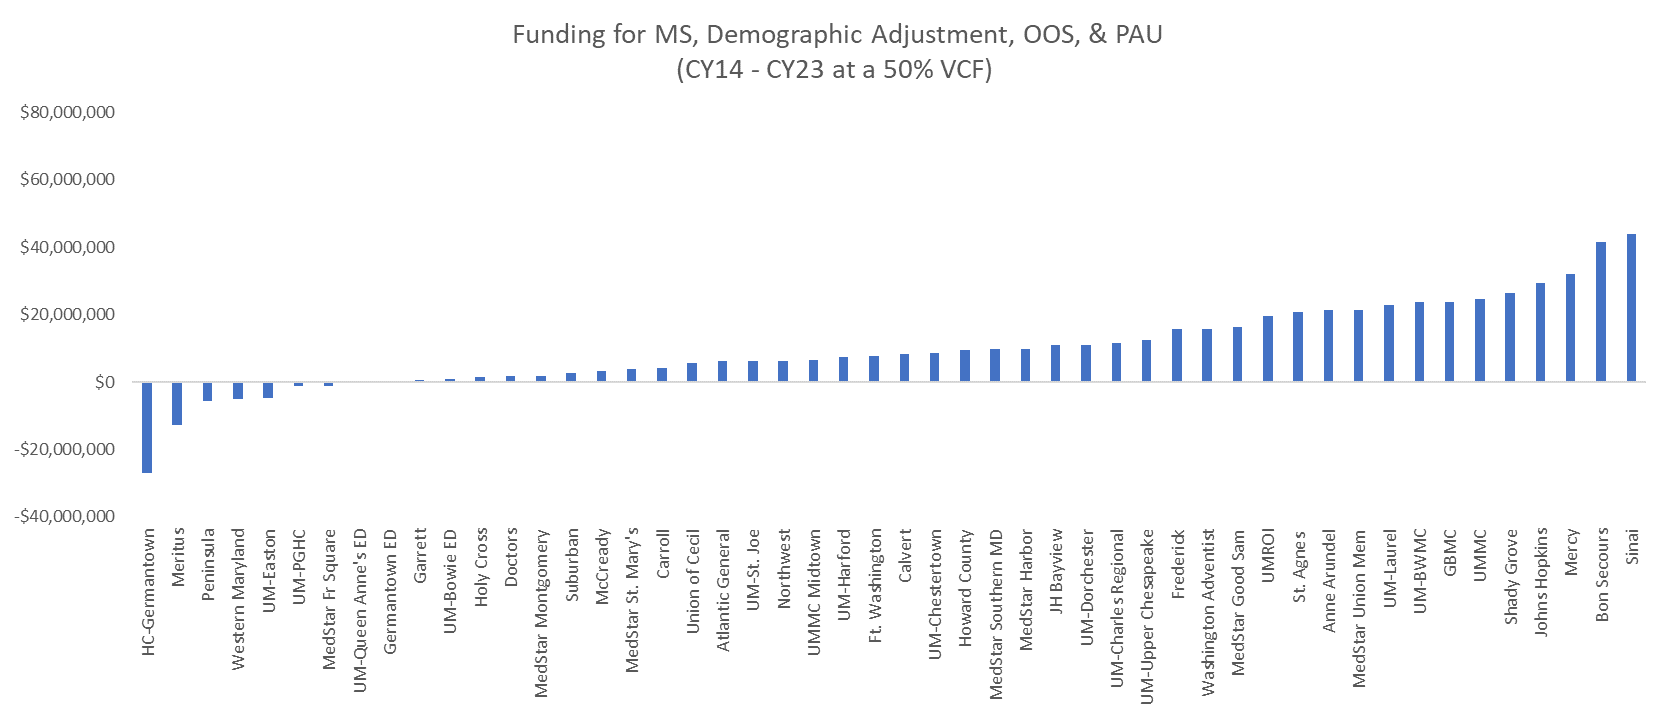 Funding for MS, Demographic Adjustment, OOS, & PAU
(CY14 - CY23 at a 50% VCF)
$80,000,000
$60,000,000
$40,000,000
$20,000,000
$0
-$20,000,000
-$40,000,000
HC-Germantown
Meritus
Peninsula
Western Maryland
UM-Easton
UM-PGHC
MedStar Fr Square
UM-Queen Anne's ED
Germantown ED
Garrett
UM-Bowie ED
Holy Cross
Doctors
MedStar Montgomery
Suburban
McCready
MedStar St. Mary's
Carroll
Union of Cecil
Atlantic General
UM-St. Joe
Northwest
UMMC Midtown
UM-Harford
Ft. Washington
Calvert
UM-Chestertown
Howard County
MedStar Southern MD
MedStar Harbor
JH Bayview
UM-Dorchester
UM-Charles Regional
UM-Upper Chesapeake
Frederick
Washington Adventist
MedStar Good Sam
UMROI
St. Agnes
Anne Arundel
MedStar Union Mem
UM-Laurel
UM-BWMC
GBMC
UMMC
Shady Grove
Johns Hopkins
Mercy
Bon Secours
Sinai